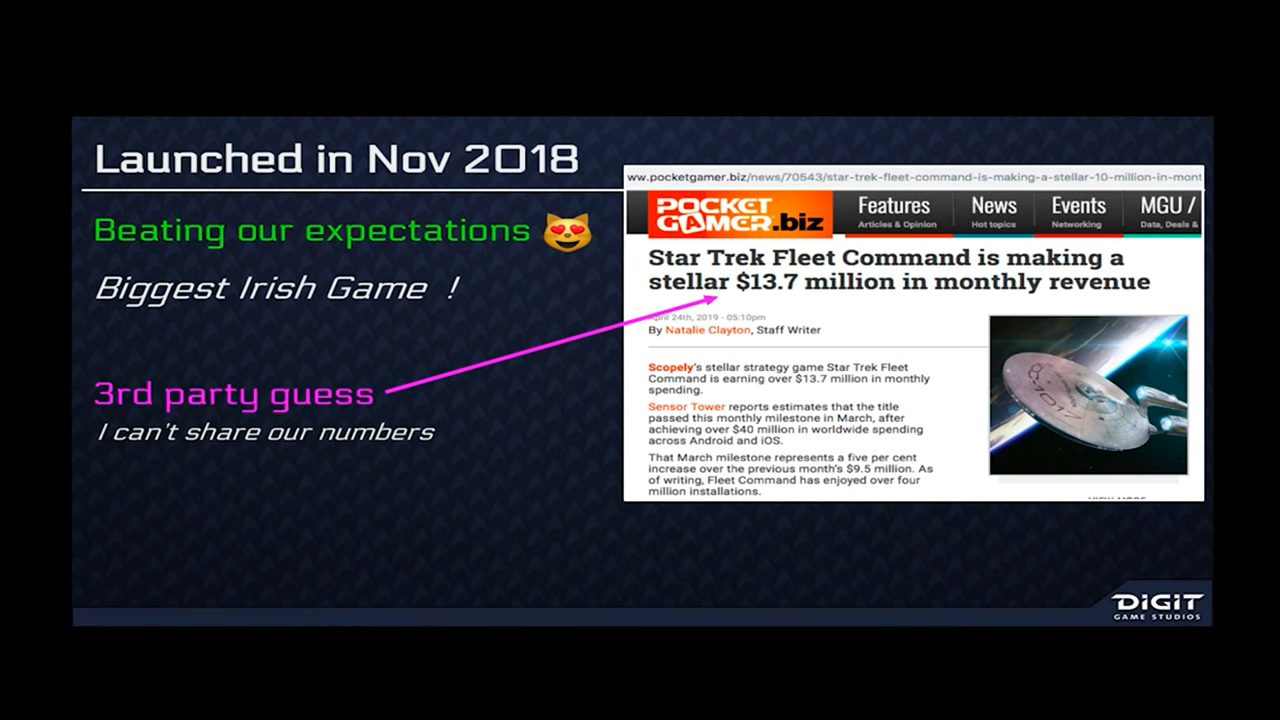 Launched in Nov 2018
Beating our expectations
Biggest Irish Game !
3rd party guess
I can't share our numbers
ww.pocketgamer.biz/news/70543/star-trek-fleet-command-is-making-a-stellar-10-million-in-mont
POCKET
GAMER.biz
Features
Articles & Opinion
News
Hot topics
Events
Networking
MGU /
Data, Deals &
Star Trek Fleet Command is making a
stellar $13.7 million in monthly revenue
April 24th, 2019 - 05:10pm
By Natalie Clayton, Staff Writer
Scopely's stellar strategy game Star Trek Fleet
Command is earning over $13.7 million in monthly
spending.
Sensor Tower reports estimates that the title
passed this monthly milestone in March, after
achieving over $40 million in worldwide spending
across Android and iOS.
That March milestone represents a five per cent
increase over the previous month's $9.5 million. As
of writing, Fleet Command has enjoyed over four
million installations.
DIGIT
GAME STUDIOS